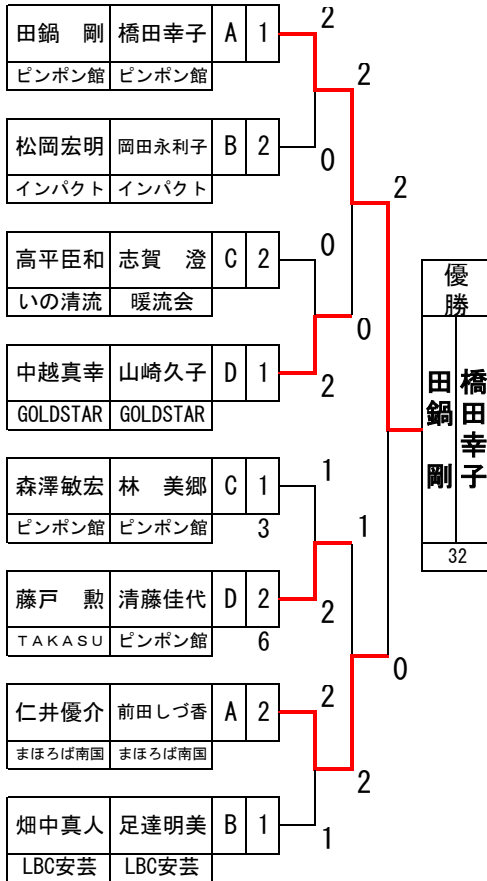 田鍋　剛 橋田幸子 A 1
ピンポン館 ピンポン館
2
2
松岡宏明 岡田永利子 B 2
インパクト インパクト
0
2
高平臣和 志賀　澄 C 2
いの清流 暖流会
0
0
中越真幸 山崎久子 D 1
GOLDSTAR GOLDSTAR
2
優勝
田鍋　剛
橋田幸子
32
森澤敏宏 林　美郷 C 1
ピンポン館 ピンポン館 3
1
1
藤戸　勲 清藤佳代 D 2
ＴＡＫＡＳＵ ピンポン館 6
2
0
仁井優介 前田しづ香 A 2
まほろば南国 まほろば南国
2
2
畑中真人 足達明美 B 1
LBC安芸 LBC安芸
1